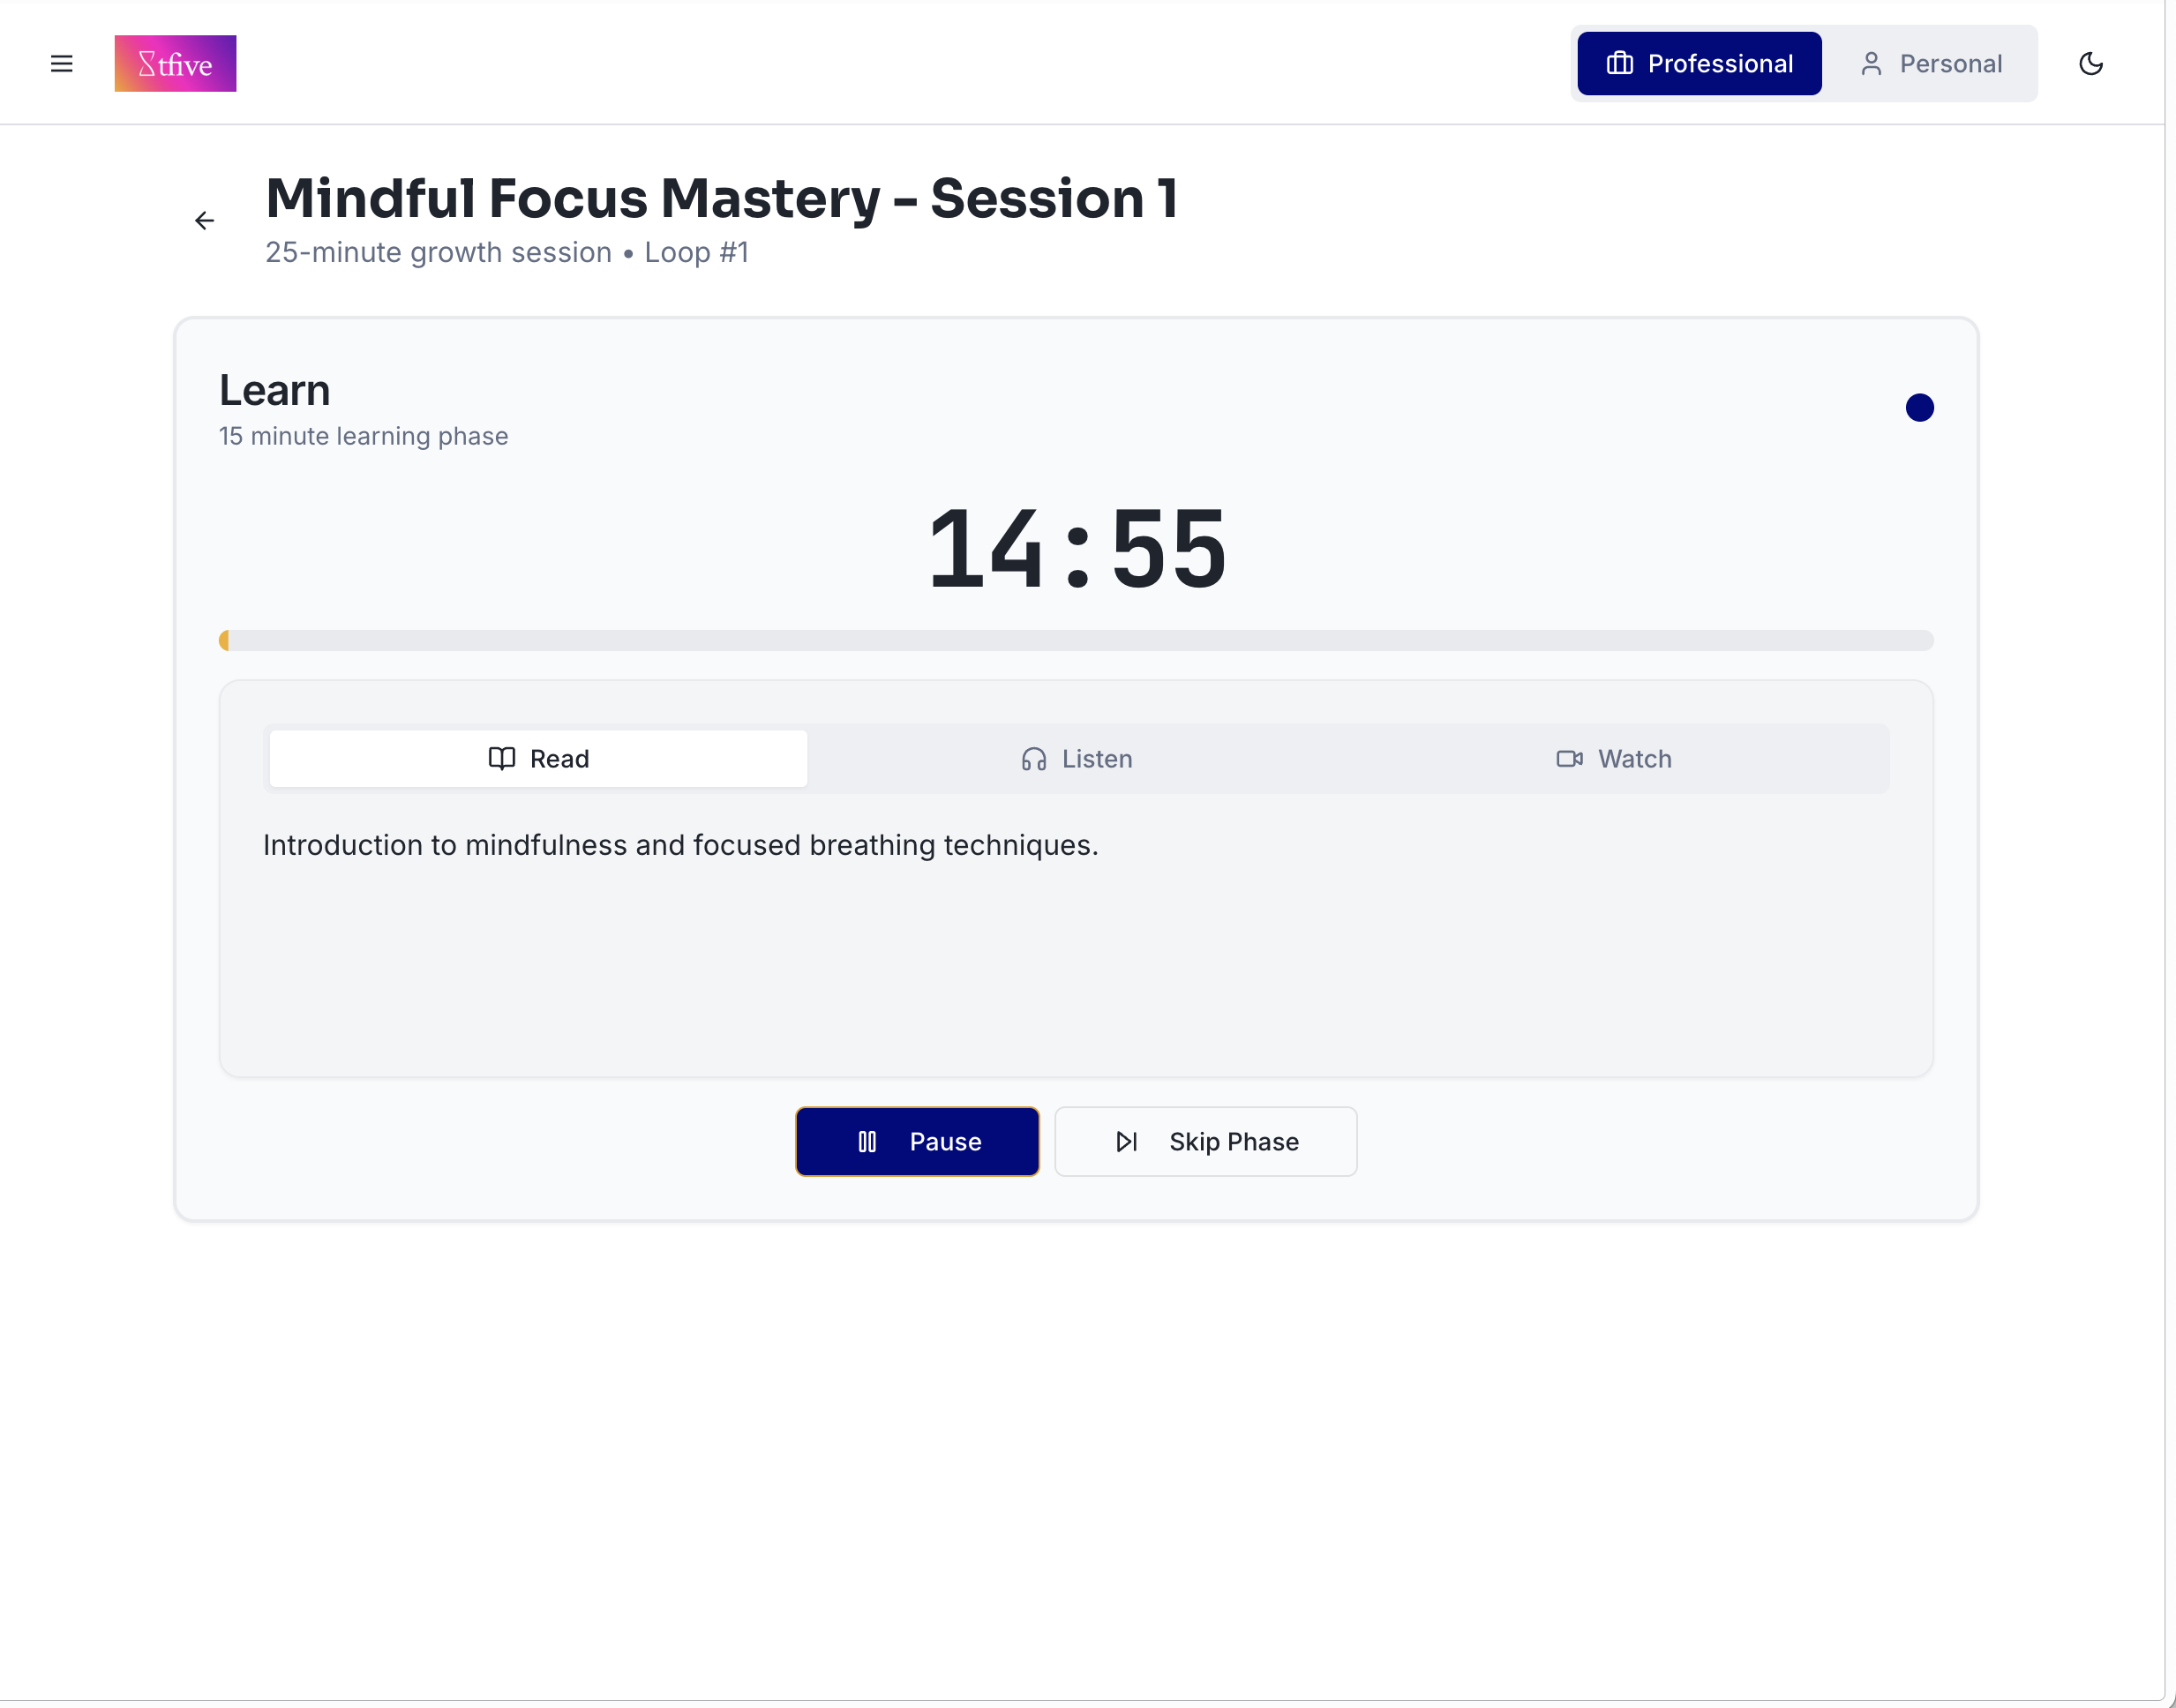 tfive
Professional
Personal
Mindful Focus Mastery - Session 1
25-minute growth session • Loop #1
Learn
15 minute learning phase
14:55
Read
Listen
Watch
Introduction to mindfulness and focused breathing techniques.
Pause
Skip Phase